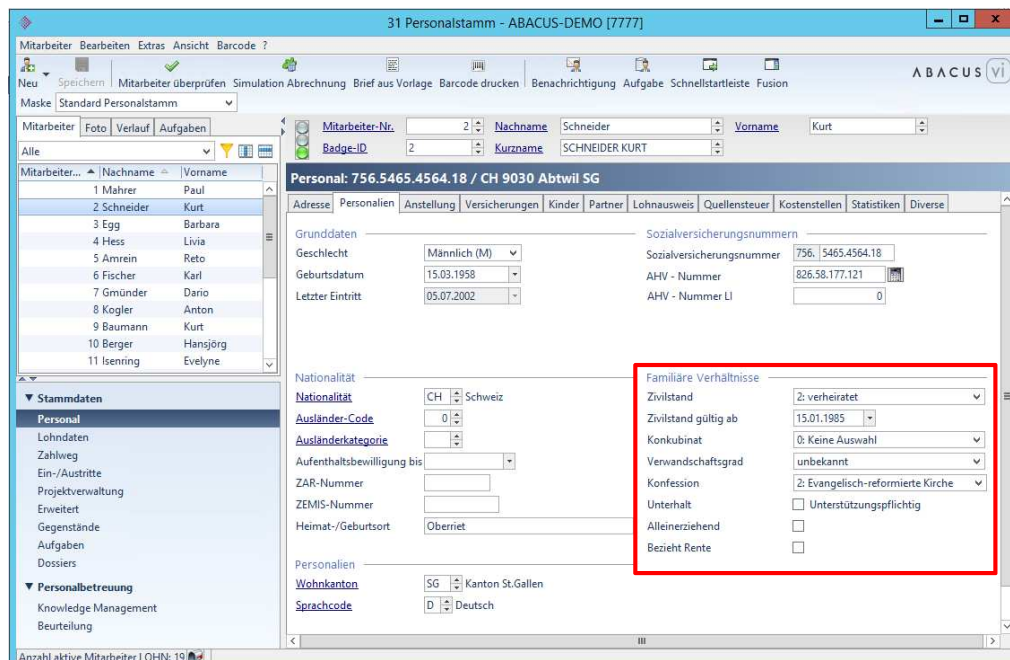 31 Personalstamm - ABACUS-DEMO [7777]
Mitarbeiter Bearbeiten Extras Ansicht Barcode ?
Neu Speichern Mitarbeiter überprüfen Simulation Abrechnung Brief aus Vorlage Barcode drucken Benachrichtigung Aufgabe Schnellstartleiste Fusion
ABACUS vi
Maske Standard Personalstamm
Mitarbeiter Foto Verlauf Aufgaben
Alle
Mitarbeiter... Nachname Vorname
1 Mahrer Paul
2 Schneider Kurt
3 Egg Barbara
4 Hess Livia
5 Amrein Reto
6 Fischer Karl
7 Gmünder Dario
8 Kogler Anton
9 Baumann Kurt
10 Berger Hansjörg
11 Isenring Evelyne
Stammdaten
Personal
Lohndaten
Zahlweg
Ein-/Austritte
Projektverwaltung
Erweitert
Gegenstände
Aufgaben
Dossiers
Personalbetreuung
Knowledge Management
Beurteilung
Mitarbeiter-Nr. 2 Nachname Schneider Vorname Kurt
Badge-ID 2 Kurzname SCHNEIDER KURT
Personal: 756.5465.4564.18 / CH 9030 Abtwil SG
Adresse Personalien Anstellung Versicherungen Kinder Partner Lohnausweis Quellensteuer Kostenstellen Statistiken Diverse
Grunddaten
Geschlecht Männlich (M)
Geburtsdatum 15.03.1958
Letzter Eintritt 05.07.2002
Sozialversicherungsnummern
Sozialversicherungsnummer 756. 5465.4564.18
AHV - Nummer 826.58.177.121
AHV - Nummer LI 0
Nationalität
Nationalität CH Schweiz
Ausländer-Code 0
Ausländerkategorie
Aufenthaltsbewilligung bis
ZAR-Nummer
ZEMIS-Nummer
Heimat-/Geburtsort Oberriet
Familiäre Verhältnisse
Zivilstand 2: verheiratet
Zivilstand gültig ab 15.01.1985
Konkubinat 0: Keine Auswahl
Verwandschaftsgrad unbekannt
Konfession 2: Evangelisch-reformierte Kirche
Unterhalt Unterstützungspflichtig
Alleinerziehend
Bezieht Rente
Personalien
Wohnkanton SG Kanton St.Gallen
Sprachcode D Deutsch
Anzahl aktive Mitarbeiter LOHN: 19